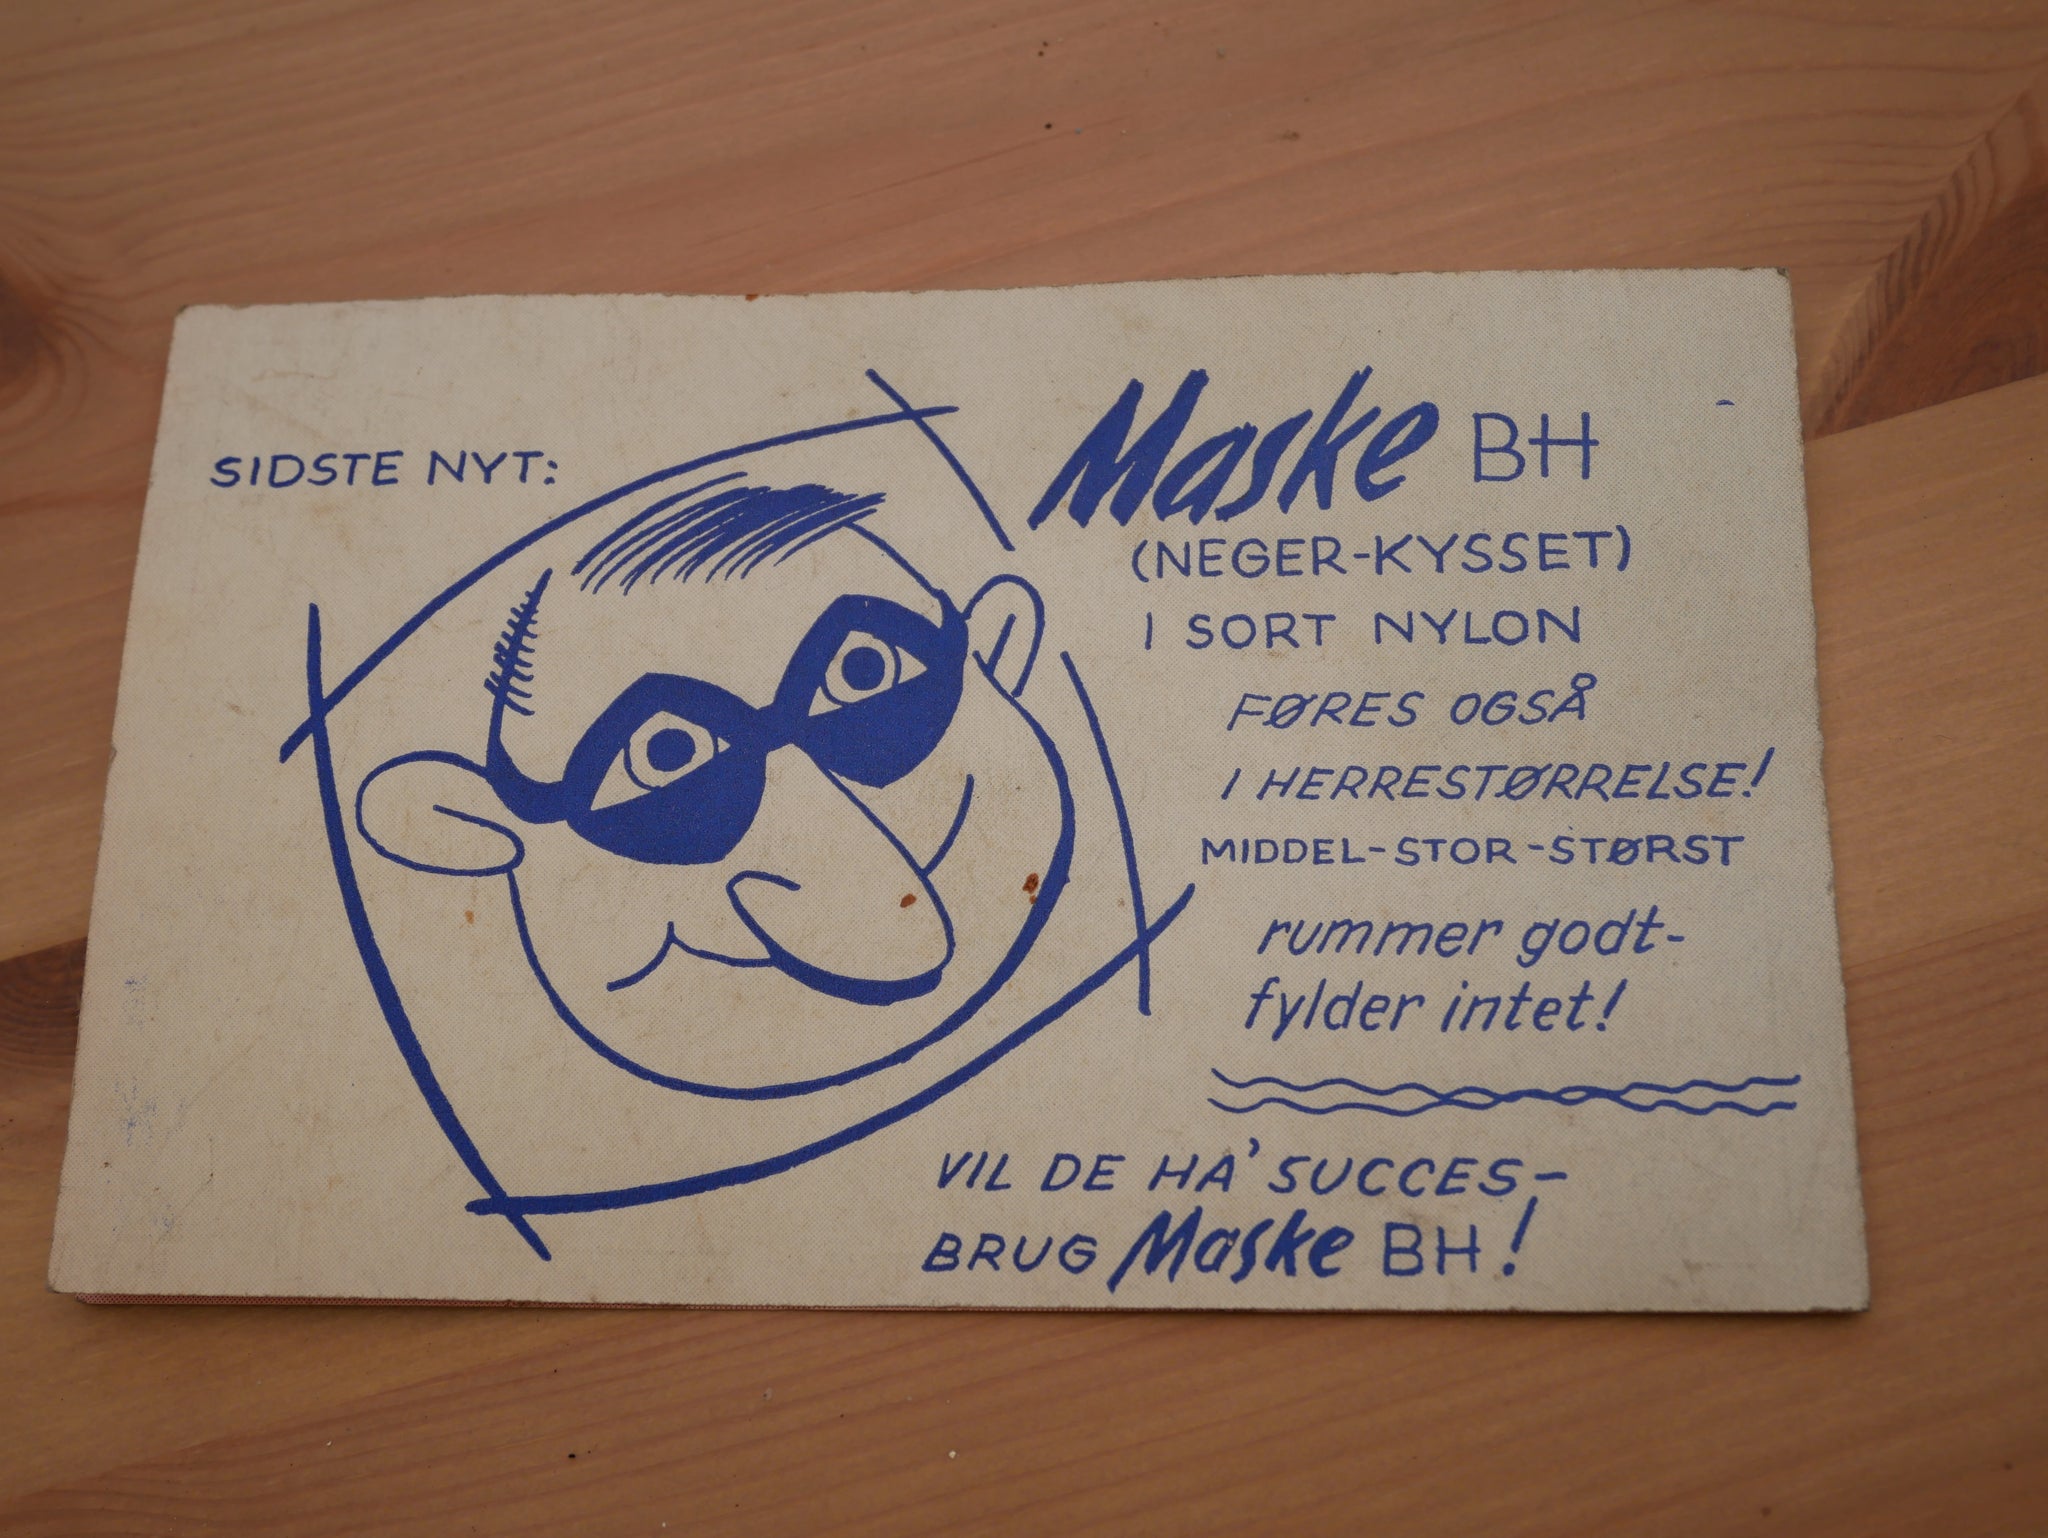 SIDSTE NYT:
Maske BH
(NEGER-KYSSET)
I SORT NYLON
FØRES OGSÅ
I HERRESTØRRELSE!
MIDDEL-STOR-STØRST
rummer godt-
fylder intet!
VIL DE HA' SUCCES-
BRUG Maske BH!